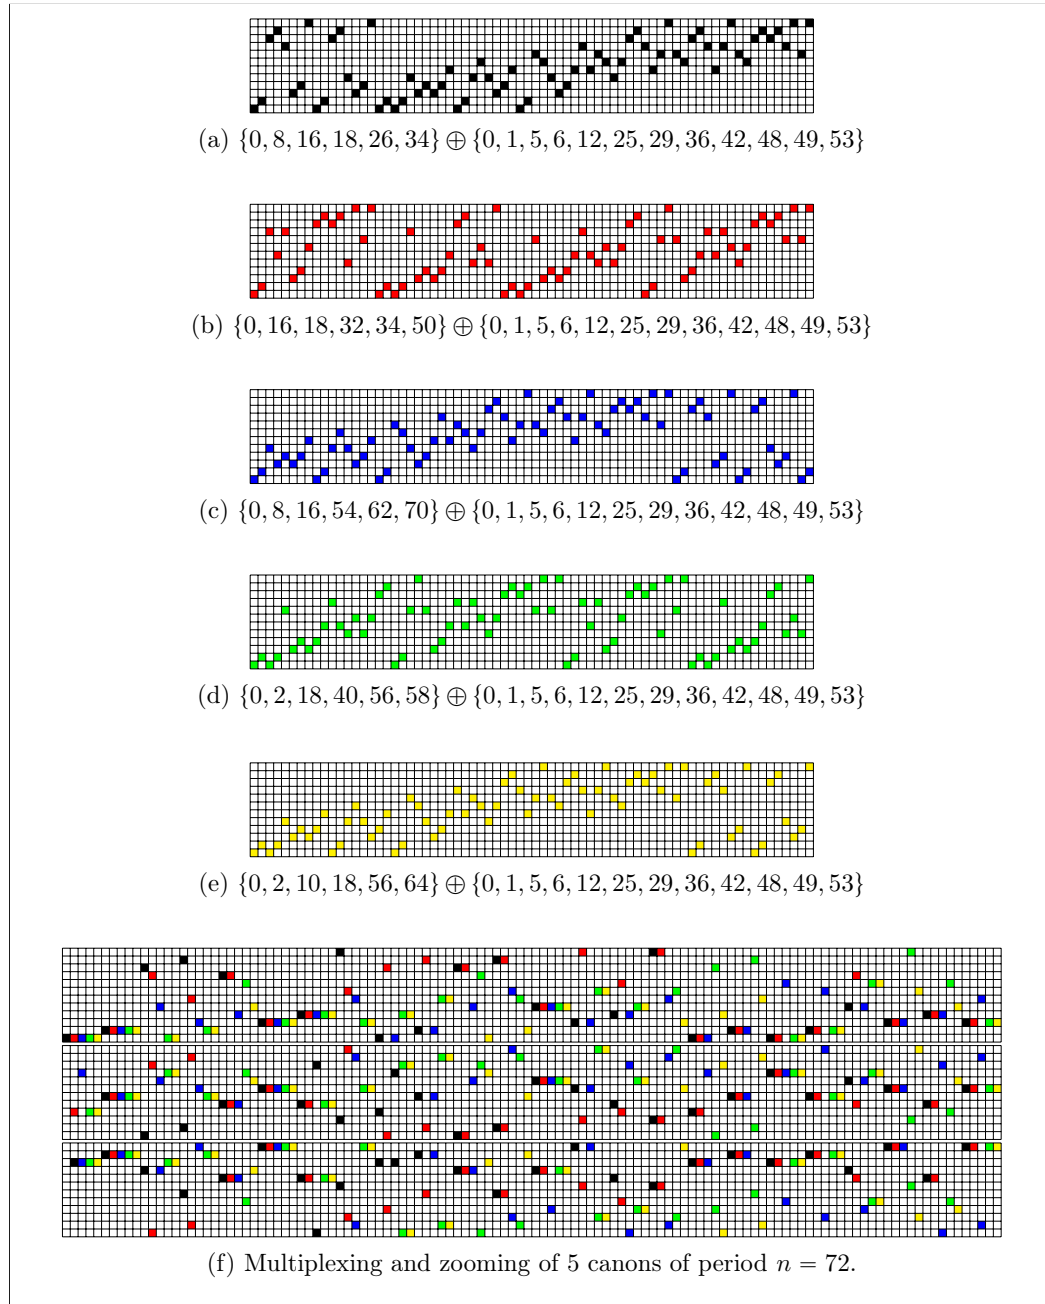 (a) {0, 8, 16, 18, 26, 34} ⊕ {0, 1, 5, 6, 12, 25, 29, 36, 42, 48, 49, 53}
(b) {0, 16, 18, 32, 34, 50} ⊕ {0, 1, 5, 6, 12, 25, 29, 36, 42, 48, 49, 53}
(c) {0, 8, 16, 54, 62, 70} ⊕ {0, 1, 5, 6, 12, 25, 29, 36, 42, 48, 49, 53}
(d) {0, 2, 18, 40, 56, 58} ⊕ {0, 1, 5, 6, 12, 25, 29, 36, 42, 48, 49, 53}
(e) {0, 2, 10, 18, 56, 64} ⊕ {0, 1, 5, 6, 12, 25, 29, 36, 42, 48, 49, 53}
(f) Multiplexing and zooming of 5 canons of period n = 72.